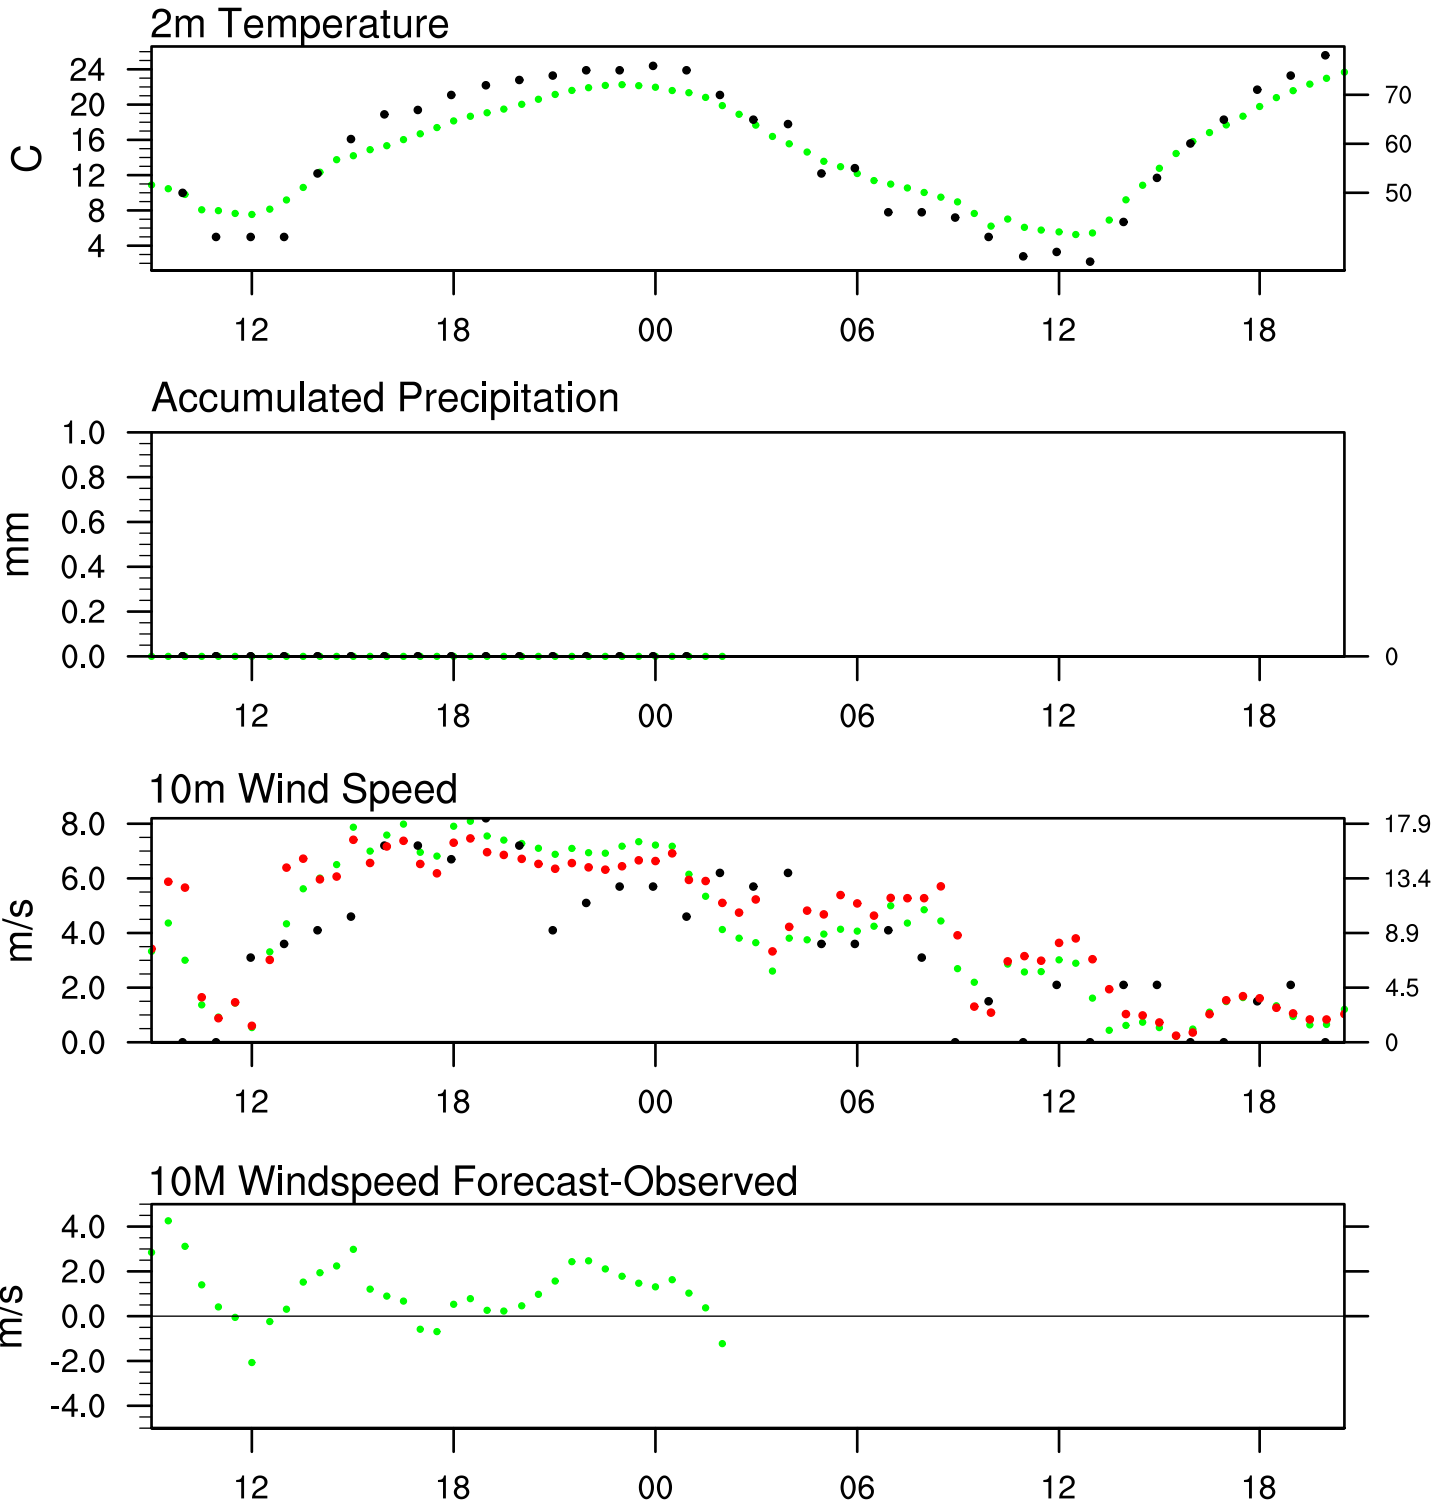 2m Temperature
24
20
16
12
8
4
C
70
60
50
12 18 00 06 12 18
Accumulated Precipitation
1.0
0.8
0.6
0.4
0.2
0.0
mm
0
12 18 00 06 12 18
10m Wind Speed
8.0
6.0
4.0
2.0
0.0
m/s
17.9
13.4
8.9
4.5
0
12 18 00 06 12 18
10M Windspeed Forecast-Observed
4.0
2.0
0.0
-2.0
-4.0
m/s
12 18 00 06 12 18